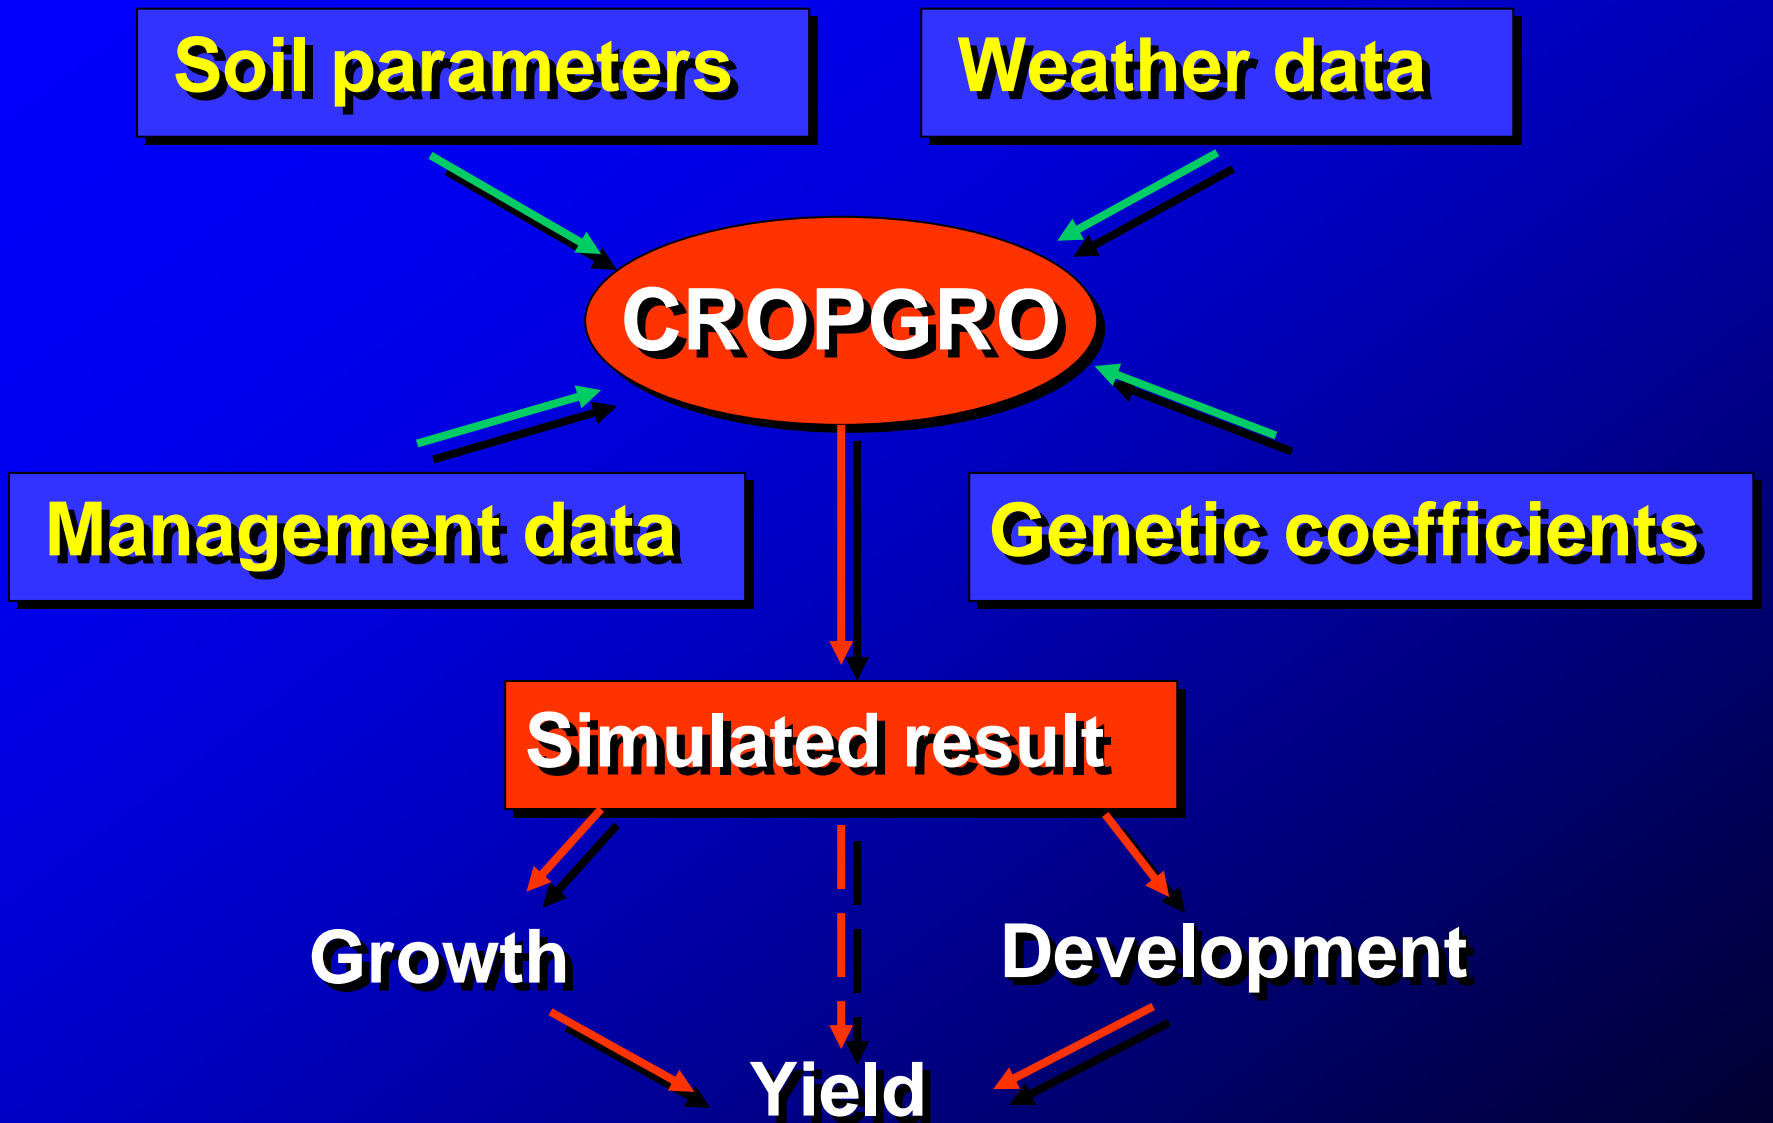 Soil parameters
Weather data
CROPGRO
Management data
Genetic coefficients
Simulated result
Growth
Development
Yield